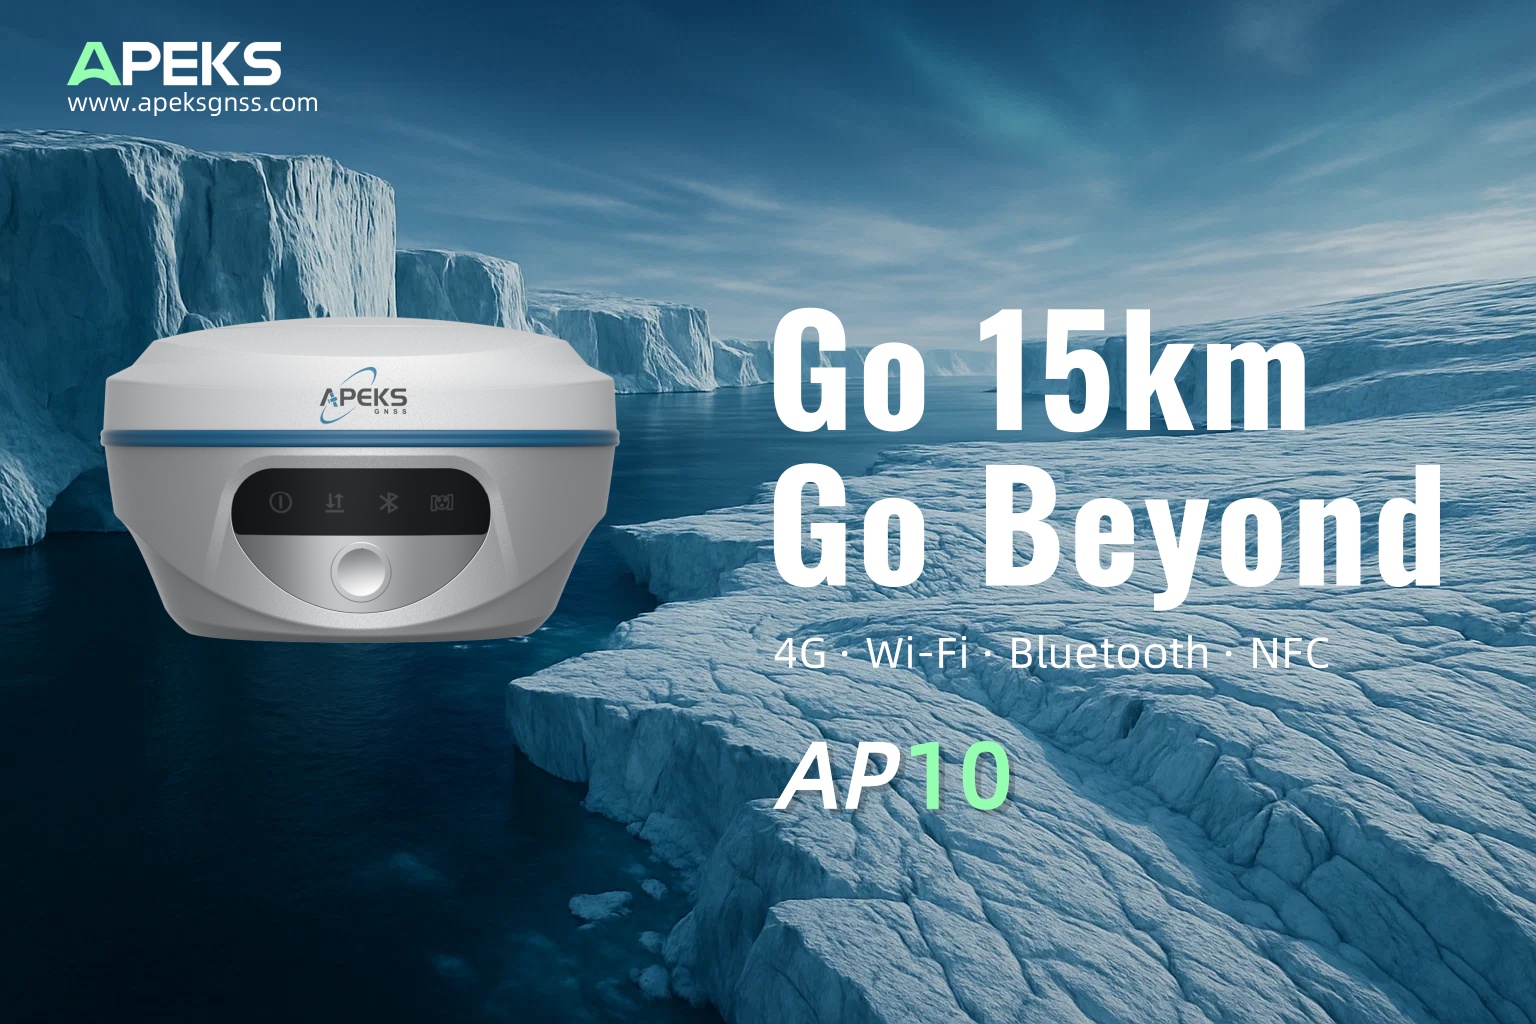 APEKS
www.apeksgnss.com
APEKS
GNSS
Go 15km
Go Beyond
4G · Wi-Fi · Bluetooth · NFC
AP10